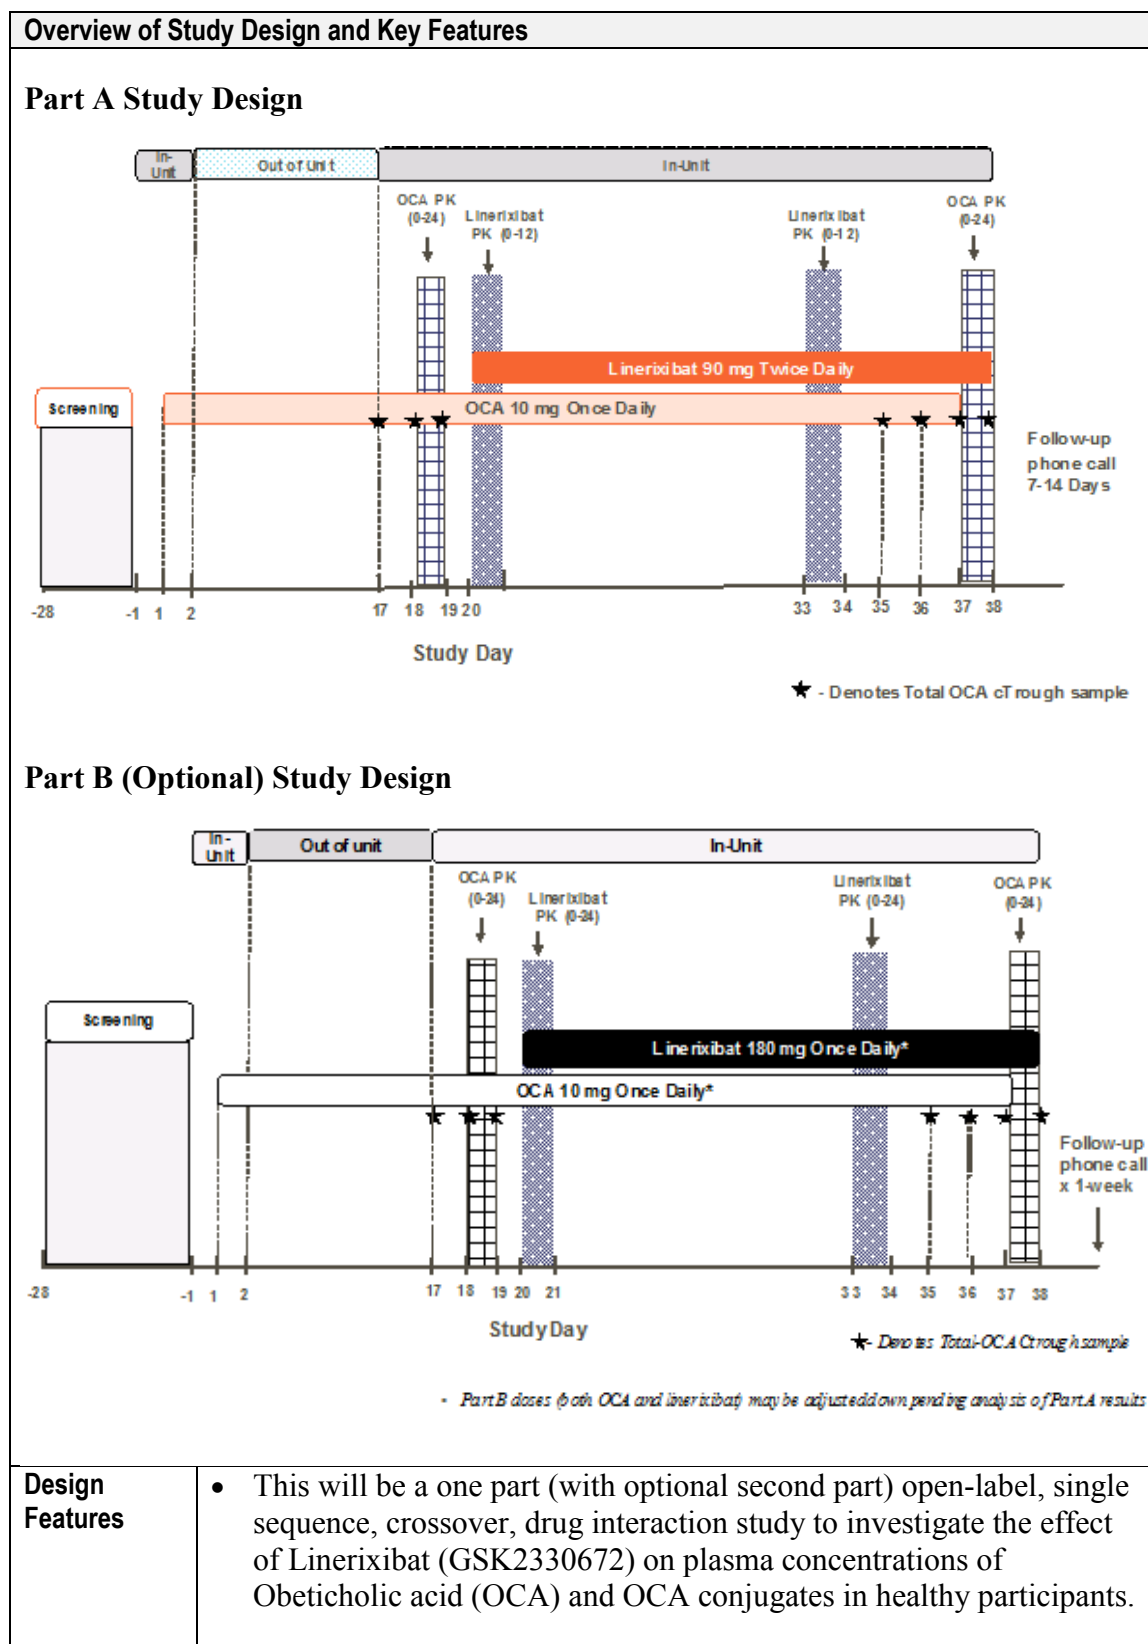 Overview of Study Design and Key Features
Part A Study Design
In-
Unit
Out of Unit
In-Unit
OCA PK
(0-24)
Linerixibat
PK (0-12)
Linerixibat
PK (0-12)
OCA PK
(0-24)
Linerixibat 90 mg Twice Daily
Screening
OCA 10 mg Once Daily
Follow-up
phone call
7-14 Days
-28 -1 1 2 17 18 19 20 33 34 35 36 37 38
Study Day
★ - Denotes Total OCA cTrough sample
Part B (Optional) Study Design
In-
Unit
Out of unit
In-Unit
OCA PK
(0-24)
Linerixibat
PK (0-24)
Linerixibat
PK (0-24)
OCA PK
(0-24)
Screening
Linerixibat 180 mg Once Daily*
OCA 10 mg Once Daily*
Follow-up
phone call
x 1-week
-28 -1 1 2 17 18 19 20 21 33 34 35 36 37 38
Study Day
★- Denotes Total-OCA Ctrough sample
- Part B doses (both OCA and linerixibat) may be adjusted down pending analysis of Part A results
Design
Features
• This will be a one part (with optional second part) open-label, single
sequence, crossover, drug interaction study to investigate the effect
of Linerixibat (GSK2330672) on plasma concentrations of
Obeticholic acid (OCA) and OCA conjugates in healthy participants.